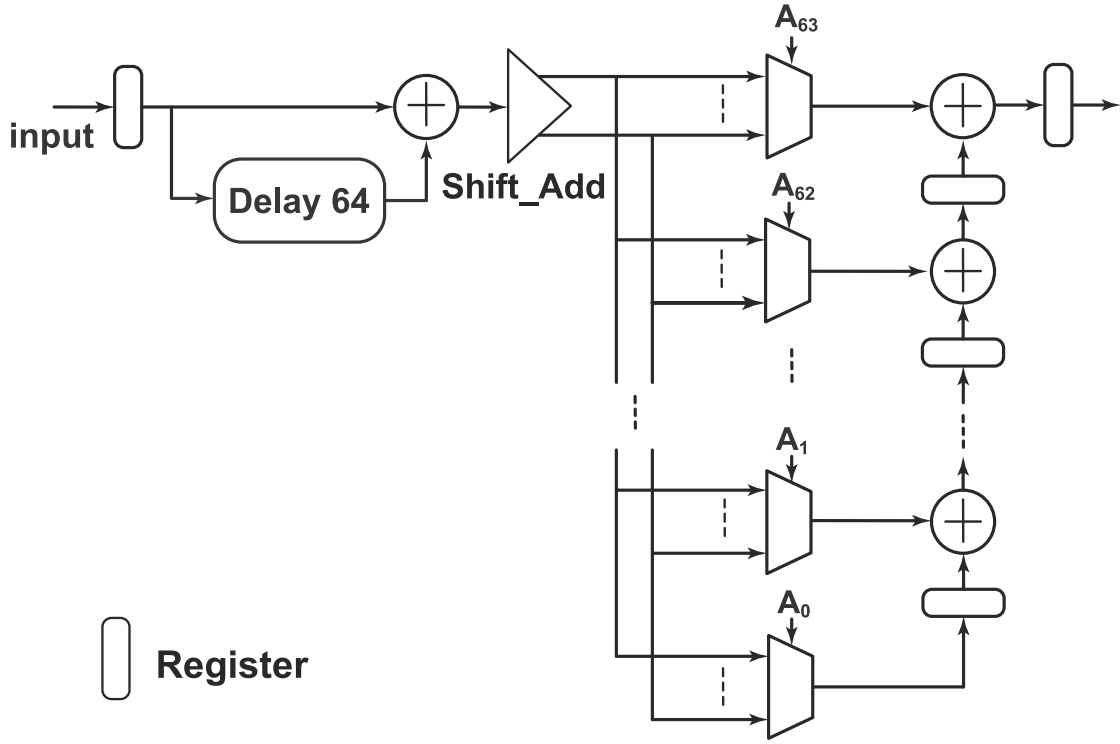 A₆₃
input
Delay 64
Shift_Add
A₆₂
A₁
A₀
Register